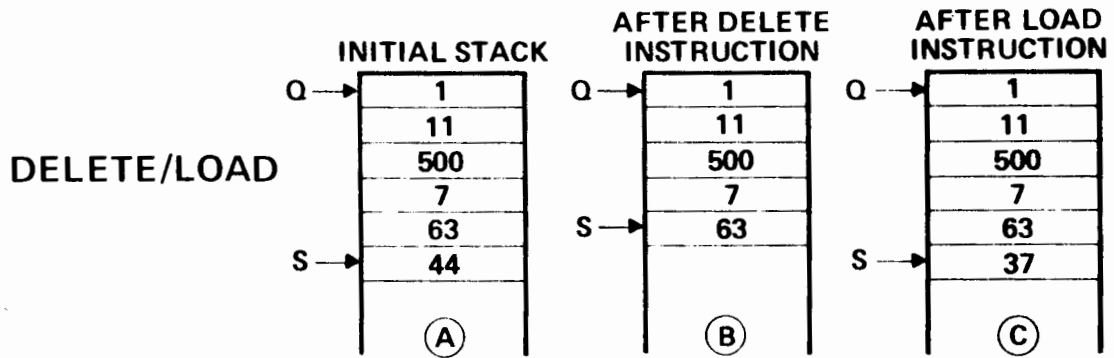 INITIAL STACK
AFTER DELETE
INSTRUCTION
AFTER LOAD
INSTRUCTION
DELETE/LOAD
Q
1
11
500
7
63
S
44
A
Q
1
11
500
7
S
63
B
Q
1
11
500
7
63
S
37
C